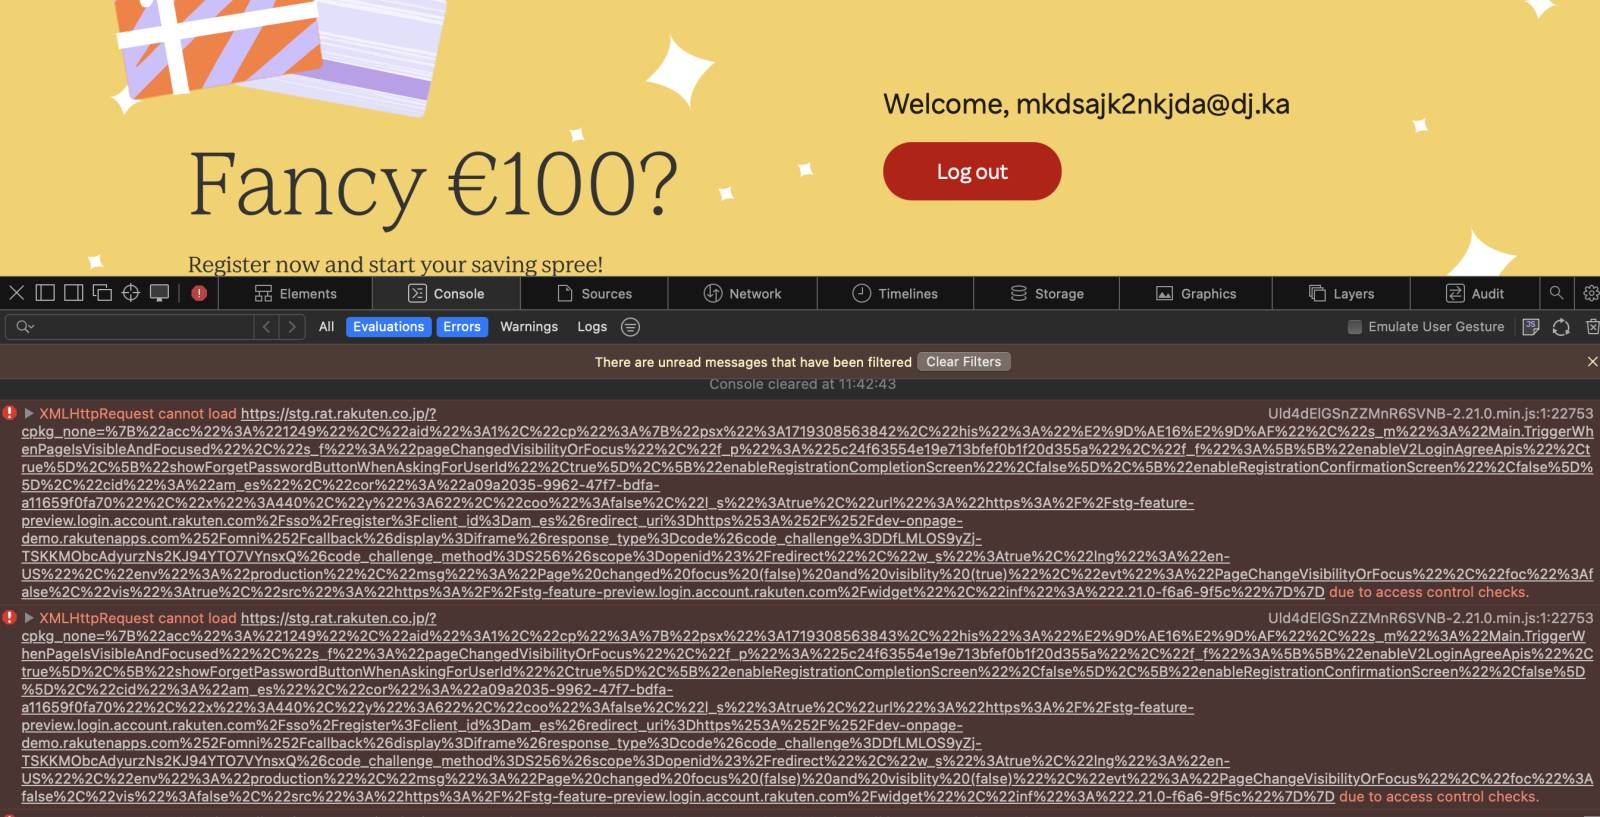 Welcome, mkdsajk2nkjda@dj.ka
Log out
Fancy €100?
Register now and start your saving spree!
Elements
Console
Sources
Network
Timelines
Storage
Graphics
Layers
Audit
All
Evaluations
Errors
Warnings
Logs
Emulate User Gesture
There are unread messages that have been filtered
Clear Filters
Console cleared at 11:42:43
XMLHttpRequest cannot load https://stg.rat.rakuten.co.jp/? UId4dElGSnZZMnR6SVNB-2.21.0.min.js:1:22753
cpkg_none=%7B%22acc%22%3A%221249%22%2C%22aid%22%3A1%2C%22cp%22%3A%7B%22psx%22%3A1719308563842%2C%22his%22%3A%22%E2%9D%AE16%E2%9D%AF%22%2C%22s_m%22%3A%22Main.TriggerWh
enPageIsVisibleAndFocused%22%2C%22s_f%22%3A%22pageChangedVisibilityOrFocus%22%2C%22f_p%22%3A%225c24f63554e19e713bfef0b1f20d355a%22%2C%22f_f%22%3A%5B%5B%22enableV2LoginAgreeApis%22%2Ct
rue%5D%2C%5B%22showForgetPasswordButtonWhenAskingForUserId%22%2Ctrue%5D%2C%5B%22enableRegistrationCompletionScreen%22%2Cfalse%5D%2C%5B%22enableRegistrationConfirmationScreen%22%2Cfalse%5D%
5D%2C%22cid%22%3A%22am_es%22%2C%22cor%22%3A%22a09a2035-9962-47f7-bdfa-
a11659f0fa70%22%2C%22x%22%3A440%2C%22y%22%3A622%2C%22coo%22%3Afalse%2C%22l_s%22%3Atrue%2C%22url%22%3A%22https%3A%2F%2Fstg-feature-
preview.login.account.rakuten.com%2Fsso%2Fregister%3Fclient_id%3Dam_es%26redirect_uri%3Dhttps%253A%252F%252Fdev-onpage-
demo.rakutenapps.com%252Fomni%252Fcallback%26display%3Diframe%26response_type%3Dcode%26code_challenge%3DDfLMLOS9yZj-
TSKKMObcAdyurzNs2KJ94YTO7VYnsxQ%26code_challenge_method%3DS256%26scope%3Dopenid%23%2Fredirect%22%2C%22w_s%22%3Atrue%2C%22lng%22%3A%22en-
US%22%2C%22env%22%3A%22production%22%2C%22msg%22%3A%22Page%20changed%20focus%20(false)%20and%20visiblity%20(true)%22%2C%22evt%22%3A%22PageChangeVisibilityOrFocus%22%2C%22foc%22%3Af
alse%2C%22vis%22%3Atrue%2C%22src%22%3A%22https%3A%2F%2Fstg-feature-preview.login.account.rakuten.com%2Fwidget%22%2C%22inf%22%3A%222.21.0-f6a6-9f5c%22%7D%7D due to access control checks.
XMLHttpRequest cannot load https://stg.rat.rakuten.co.jp/? UId4dElGSnZZMnR6SVNB-2.21.0.min.js:1:22753
cpkg_none=%7B%22acc%22%3A%221249%22%2C%22aid%22%3A1%2C%22cp%22%3A%7B%22psx%22%3A1719308563843%2C%22his%22%3A%22%E2%9D%AE16%E2%9D%AF%22%2C%22s_m%22%3A%22Main.TriggerW
henPageIsVisibleAndFocused%22%2C%22s_f%22%3A%22pageChangedVisibilityOrFocus%22%2C%22f_p%22%3A%225c24f63554e19e713bfef0b1f20d355a%22%2C%22f_f%22%3A%5B%5B%22enableV2LoginAgreeApis%22%2C
true%5D%2C%5B%22showForgetPasswordButtonWhenAskingForUserId%22%2Ctrue%5D%2C%5B%22enableRegistrationCompletionScreen%22%2Cfalse%5D%2C%5B%22enableRegistrationConfirmationScreen%22%2Cfalse%5D
%5D%2C%22cid%22%3A%22am_es%22%2C%22cor%22%3A%22a09a2035-9962-47f7-bdfa-
a11659f0fa70%22%2C%22x%22%3A440%2C%22y%22%3A622%2C%22coo%22%3Afalse%2C%22l_s%22%3Atrue%2C%22url%22%3A%22https%3A%2F%2Fstg-feature-
preview.login.account.rakuten.com%2Fsso%2Fregister%3Fclient_id%3Dam_es%26redirect_uri%3Dhttps%253A%252F%252Fdev-onpage-
demo.rakutenapps.com%252Fomni%252Fcallback%26display%3Diframe%26response_type%3Dcode%26code_challenge%3DDfLMLOS9yZj-
TSKKMObcAdyurzNs2KJ94YTO7VYnsxQ%26code_challenge_method%3DS256%26scope%3Dopenid%23%2Fredirect%22%2C%22w_s%22%3Atrue%2C%22lng%22%3A%22en-
US%22%2C%22env%22%3A%22production%22%2C%22msg%22%3A%22Page%20changed%20focus%20(false)%20and%20visiblity%20(false)%22%2C%22evt%22%3A%22PageChangeVisibilityOrFocus%22%2C%22foc%22%3A
false%2C%22vis%22%3Afalse%2C%22src%22%3A%22https%3A%2F%2Fstg-feature-preview.login.account.rakuten.com%2Fwidget%22%2C%22inf%22%3A%222.21.0-f6a6-9f5c%22%7D%7D due to access control checks.